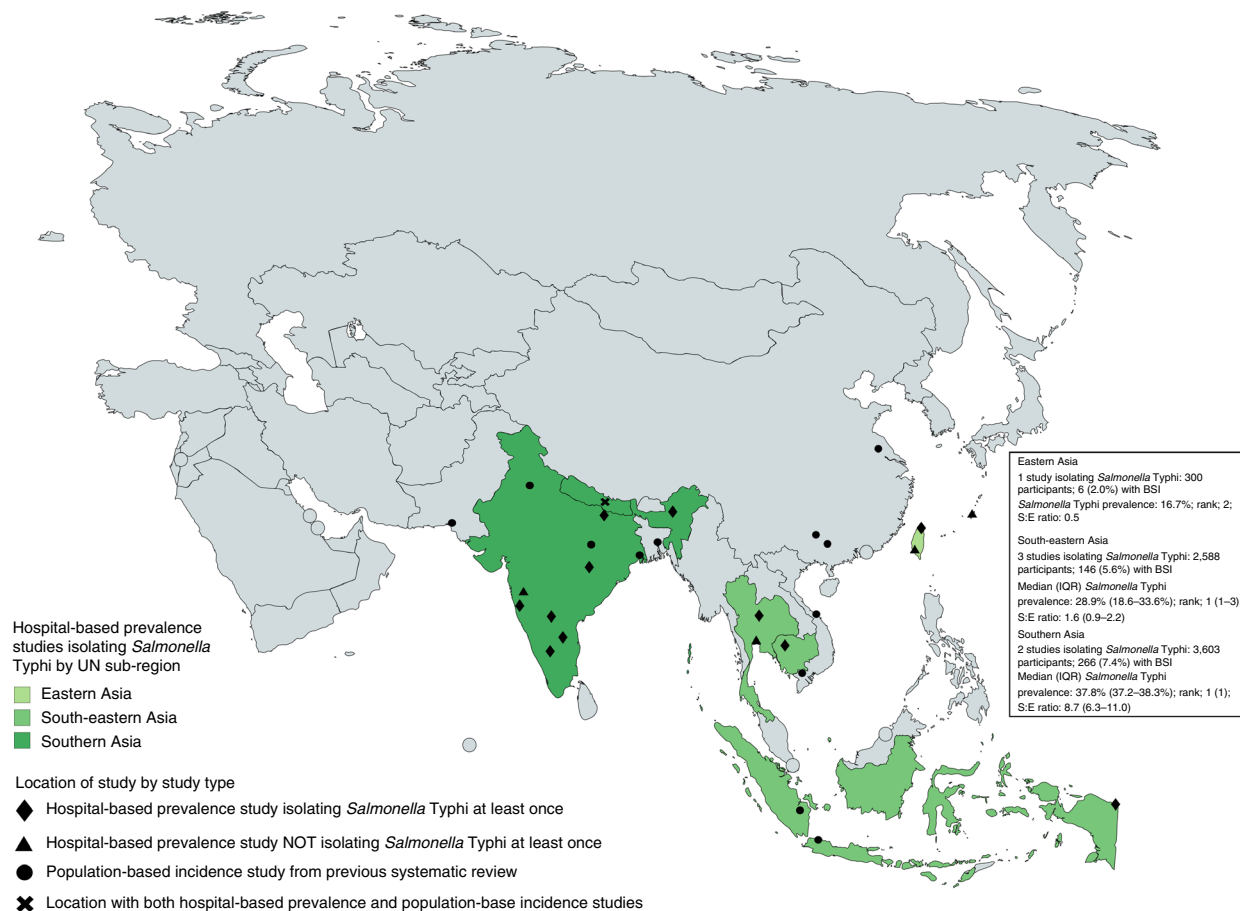 Eastern Asia
1 study isolating Salmonella Typhi: 300
participants; 6 (2.0%) with BSI
Salmonella Typhi prevalence: 16.7%; rank; 2;
S:E ratio: 0.5
South-eastern Asia
3 studies isolating Salmonella Typhi: 2,588
participants; 146 (5.6%) with BSI
Median (IQR) Salmonella Typhi
prevalence: 28.9% (18.6–33.6%); rank; 1 (1–3)
S:E ratio: 1.6 (0.9–2.2)
Southern Asia
2 studies isolating Salmonella Typhi: 3,603
participants; 266 (7.4%) with BSI
Median (IQR) Salmonella Typhi
prevalence: 37.8% (37.2–38.3%); rank; 1 (1);
S:E ratio: 8.7 (6.3–11.0)
Hospital-based prevalence
studies isolating Salmonella
Typhi by UN sub-region
Eastern Asia
South-eastern Asia
Southern Asia
Location of study by study type
Hospital-based prevalence study isolating Salmonella Typhi at least once
Hospital-based prevalence study NOT isolating Salmonella Typhi at least once
Population-based incidence study from previous systematic review
Location with both hospital-based prevalence and population-base incidence studies